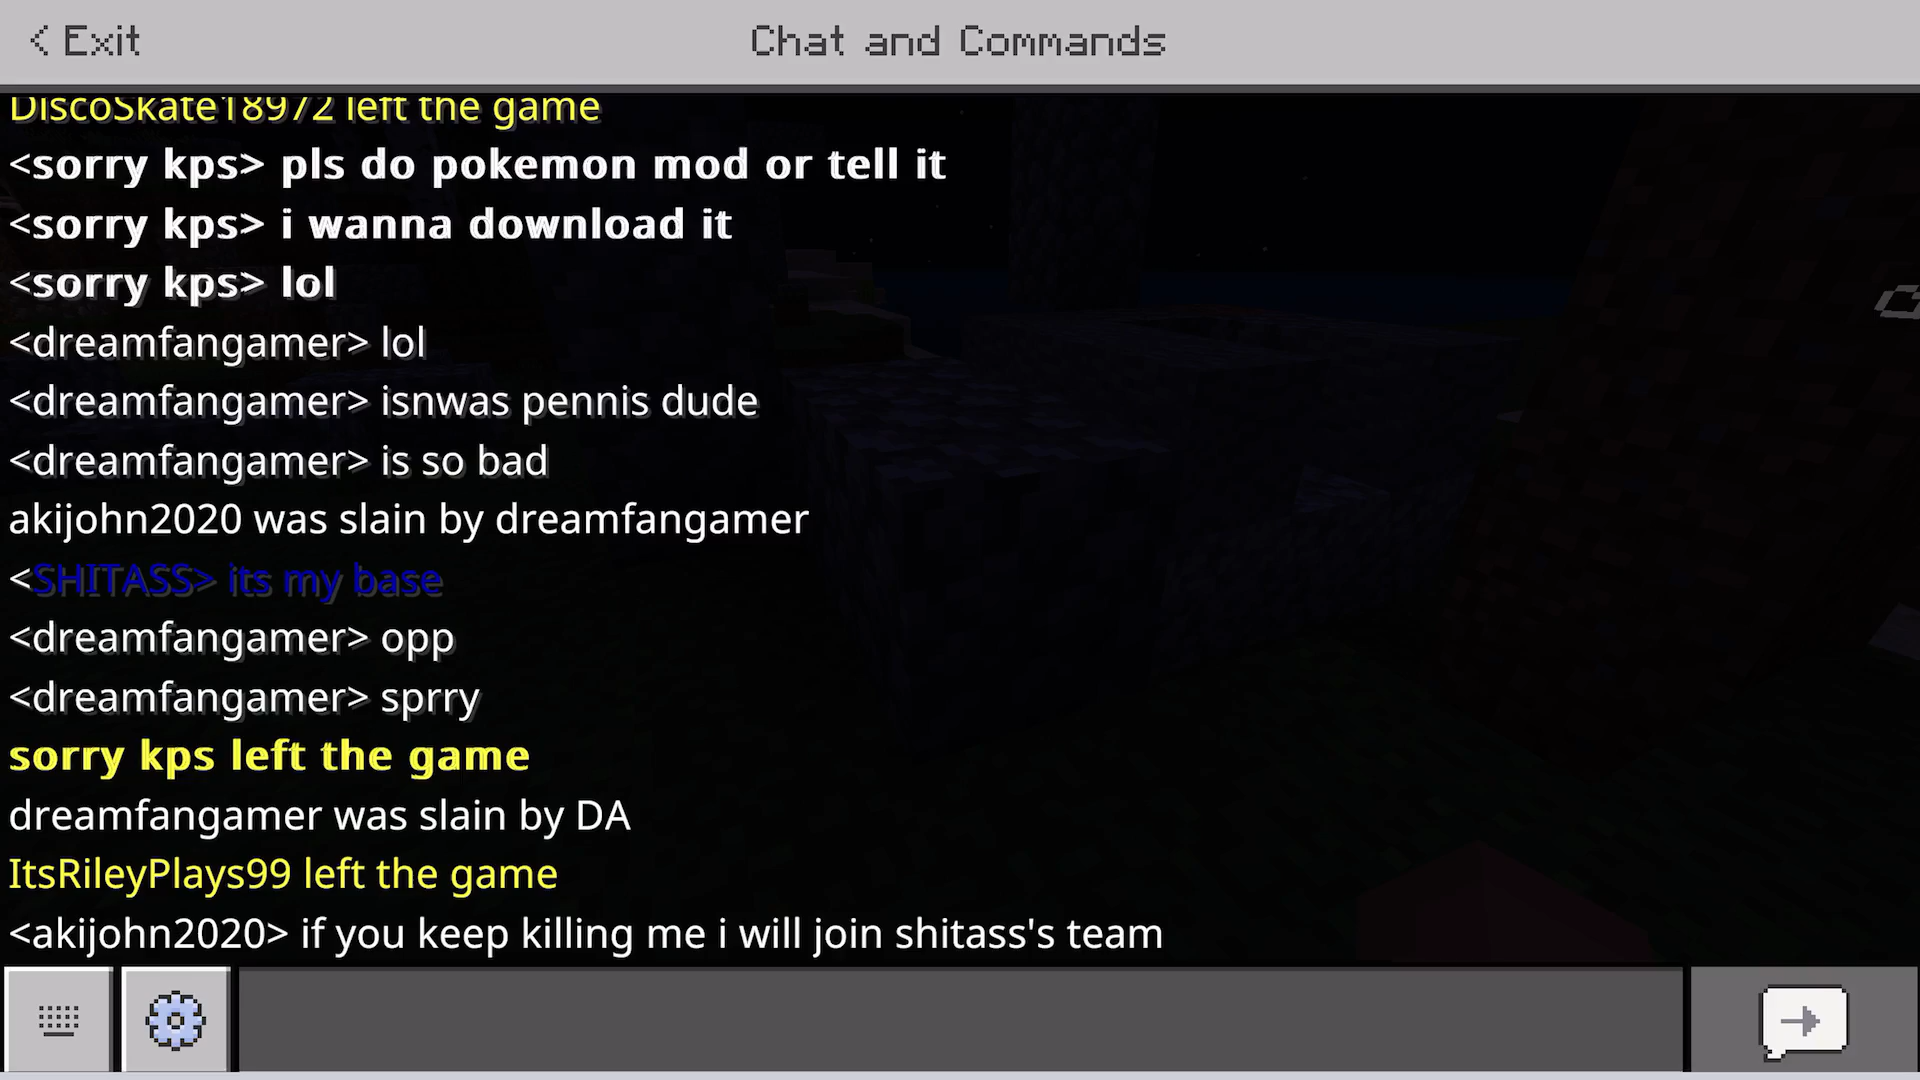 < Exit
Chat and Commands
DiscoSkate18972 left the game
<sorry kps> pls do pokemon mod or tell it
<sorry kps> i wanna download it
<sorry kps> lol
<dreamfangamer> lol
<dreamfangamer> isnwas pennis dude
<dreamfangamer> is so bad
akijohn2020 was slain by dreamfangamer
<SHITASS> its my base
<dreamfangamer> opp
<dreamfangamer> sprry
sorry kps left the game
dreamfangamer was slain by DA
ItsRileyPlays99 left the game
<akijohn2020> if you keep killing me i will join shitass's team